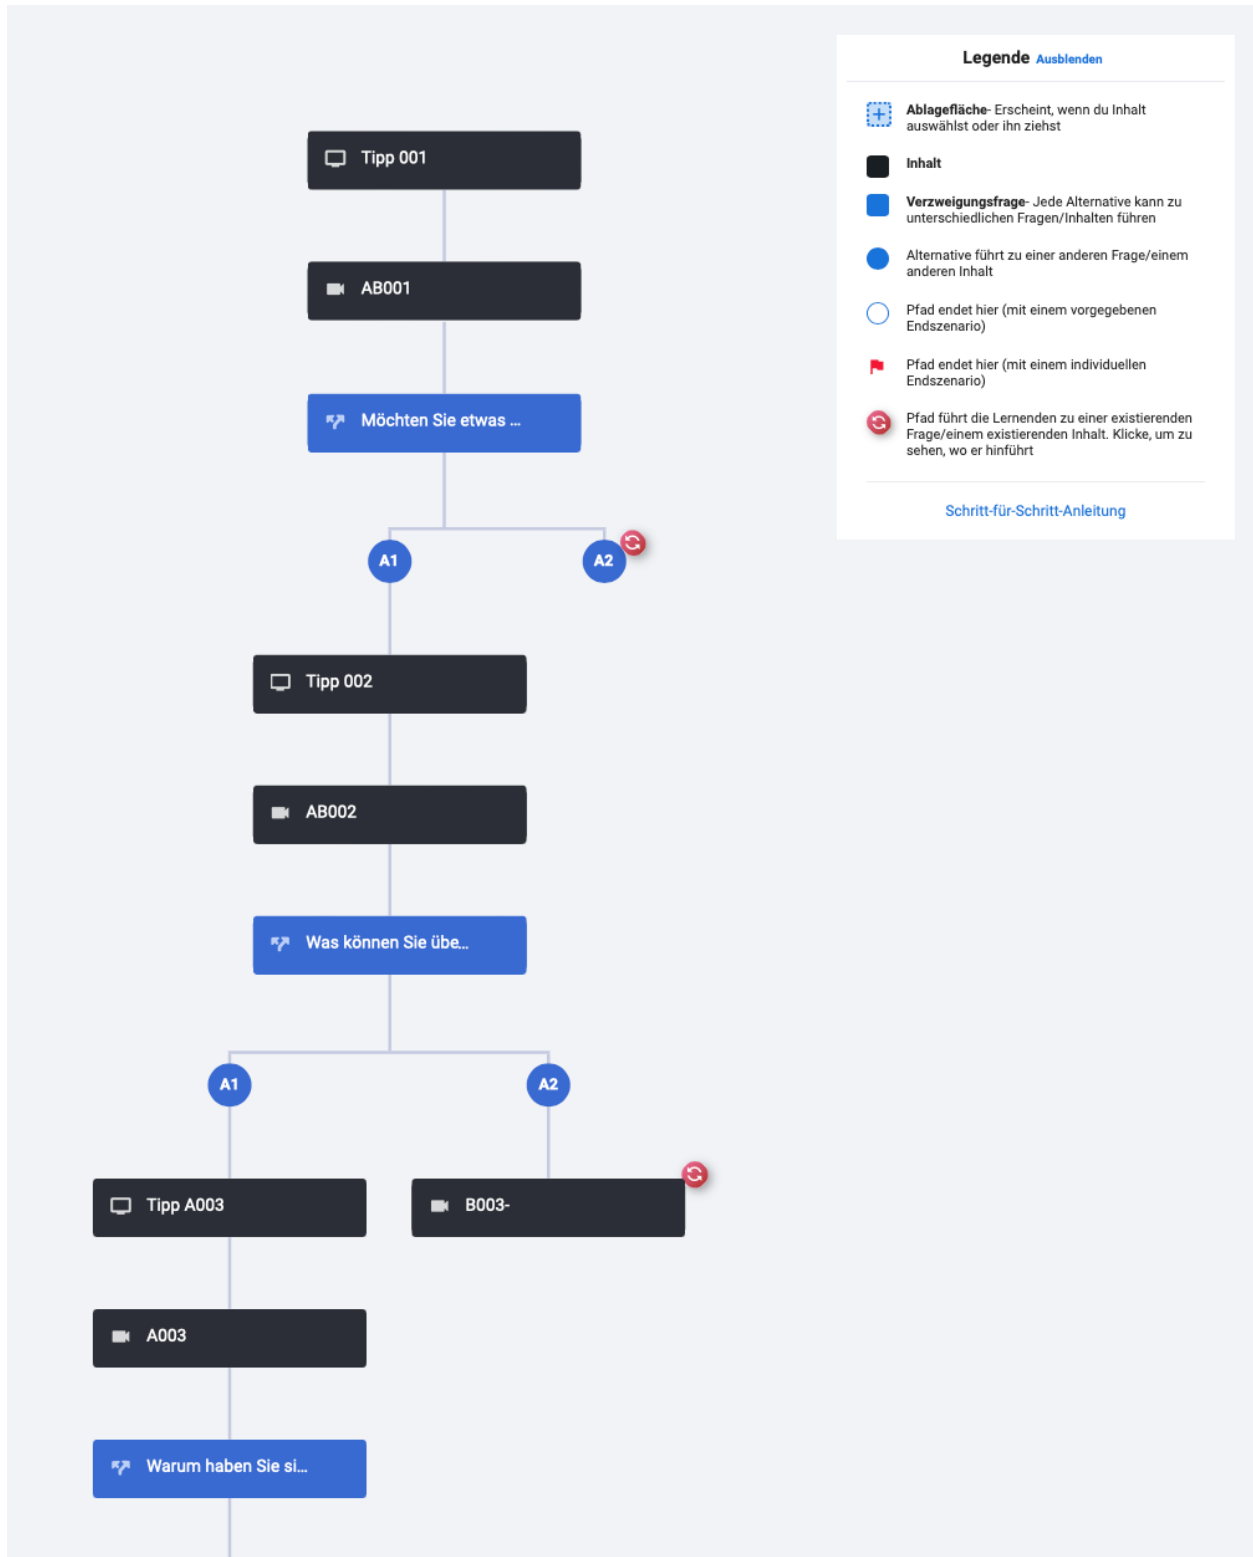 Legende Ausblenden
Ablagefläche- Erscheint, wenn du Inhalt
auswählst oder ihn ziehst
Inhalt
Verzweigungsfrage- Jede Alternative kann zu
unterschiedlichen Fragen/Inhalten führen
Alternative führt zu einer anderen Frage/einem
anderen Inhalt
Pfad endet hier (mit einem vorgegebenen
Endszenario)
Pfad endet hier (mit einem individuellen
Endszenario)
Pfad führt die Lernenden zu einer existierenden
Frage/einem existierenden Inhalt. Klicke, um zu
sehen, wo er hinführt
Schritt-für-Schritt-Anleitung
Tipp 001
AB001
Möchten Sie etwas ...
A1
A2
Tipp 002
AB002
Was können Sie übe...
A1
A2
Tipp A003
B003-
A003
Warum haben Sie si...